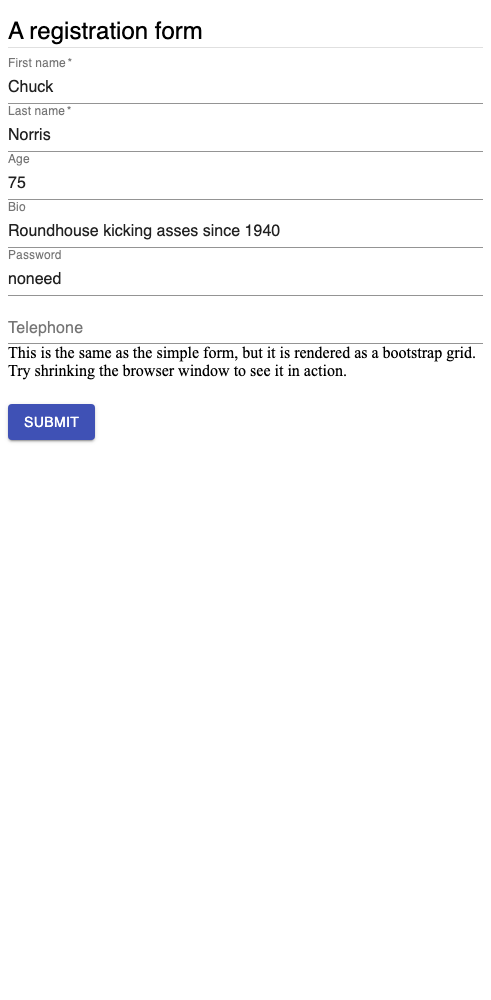 A registration form
First name *
Chuck
Last name *
Norris
Age
75
Bio
Roundhouse kicking asses since 1940
Password
noneed
Telephone
This is the same as the simple form, but it is rendered as a bootstrap grid.
Try shrinking the browser window to see it in action.
SUBMIT